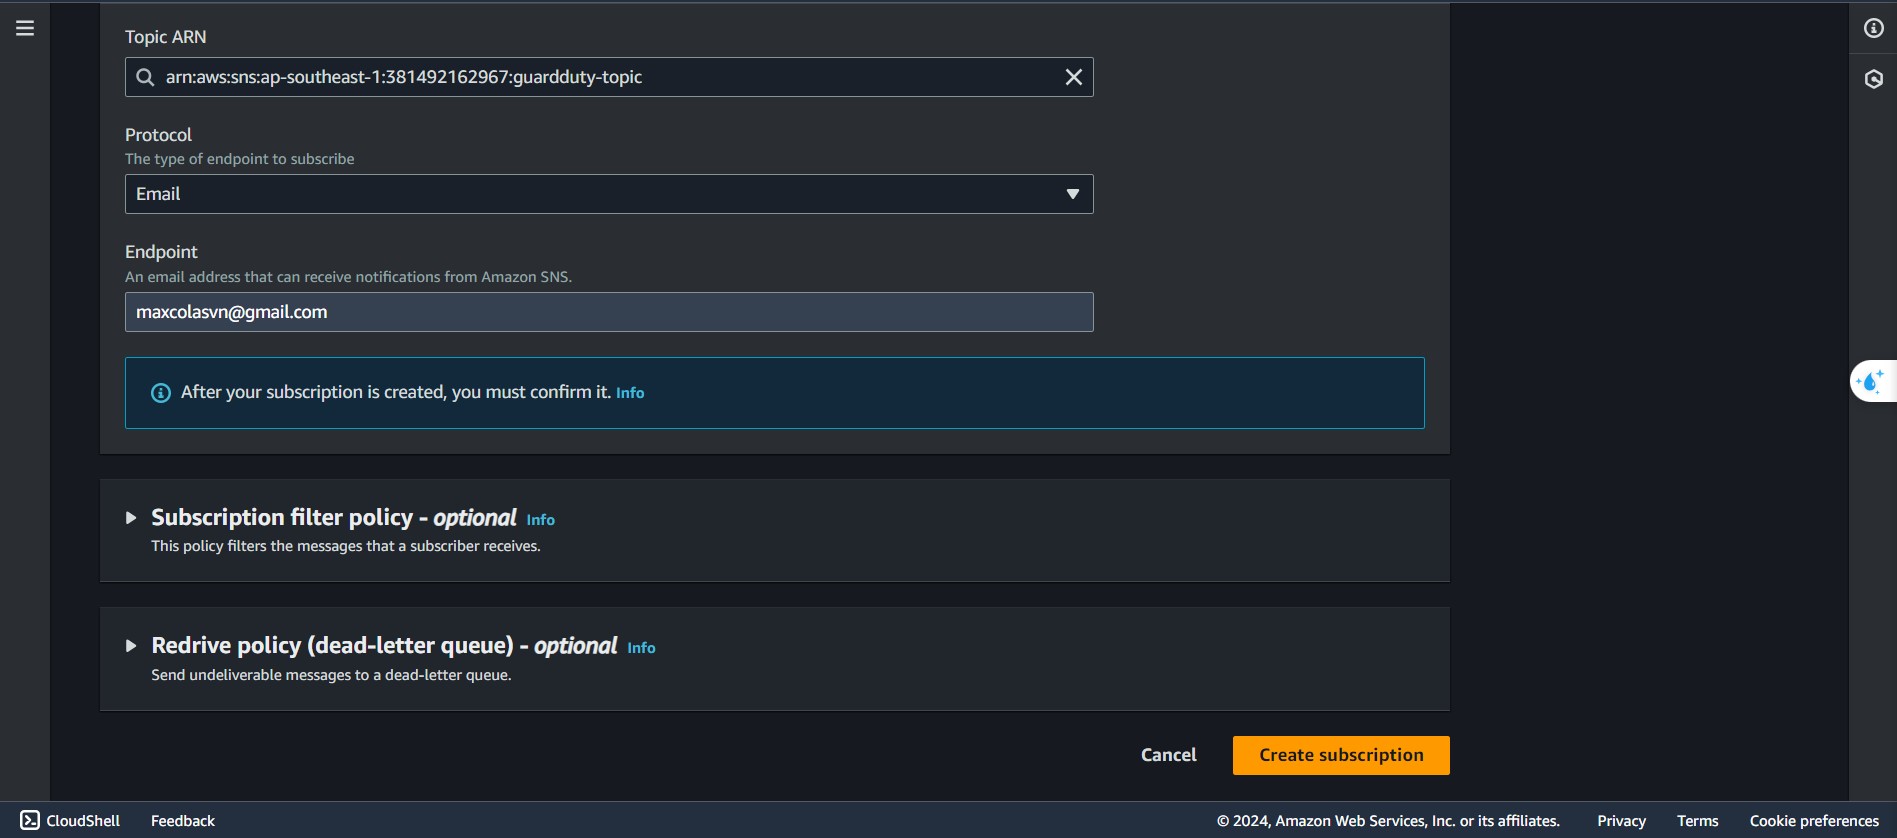 Topic ARN
arn:aws:sns:ap-southeast-1:381492162967:guardduty-topic
Protocol
The type of endpoint to subscribe
Email
Endpoint
An email address that can receive notifications from Amazon SNS.
maxcolasvn@gmail.com
After your subscription is created, you must confirm it. Info
Subscription filter policy - optional Info
This policy filters the messages that a subscriber receives.
Redrive policy (dead-letter queue) - optional Info
Send undeliverable messages to a dead-letter queue.
Cancel Create subscription
CloudShell Feedback © 2024, Amazon Web Services, Inc. or its affiliates. Privacy Terms Cookie preferences